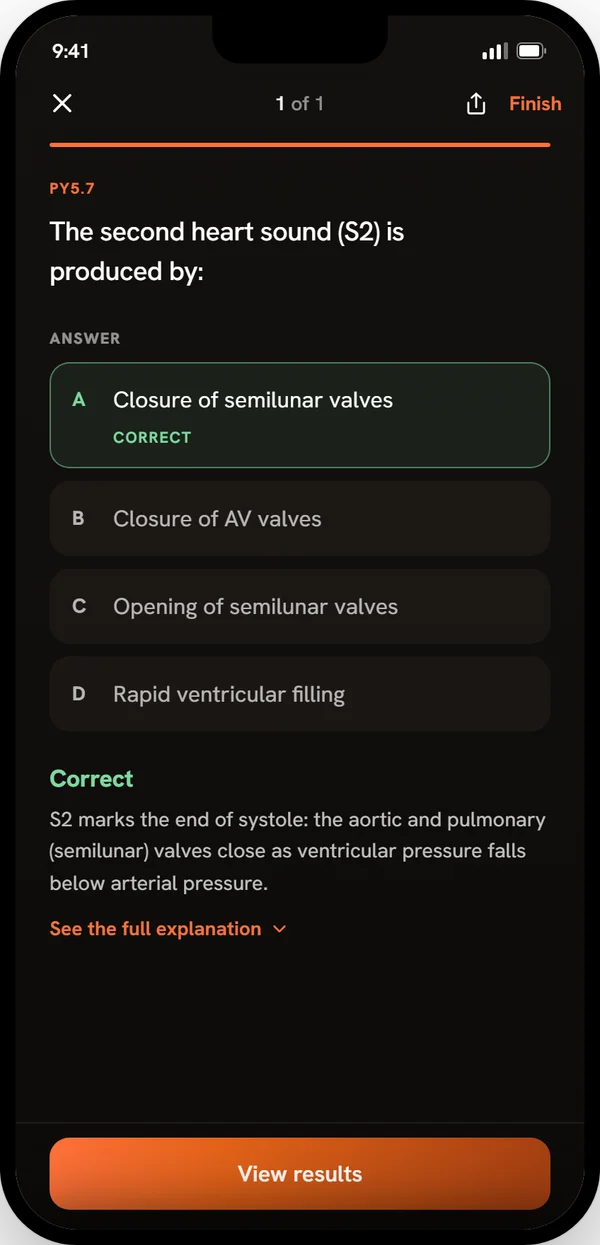 9:41
1 of 1
Finish
PY5.7
The second heart sound (S2) is
produced by:
ANSWER
A Closure of semilunar valves
CORRECT
B Closure of AV valves
C Opening of semilunar valves
D Rapid ventricular filling
Correct
S2 marks the end of systole: the aortic and pulmonary
(semilunar) valves close as ventricular pressure falls
below arterial pressure.
See the full explanation
View results